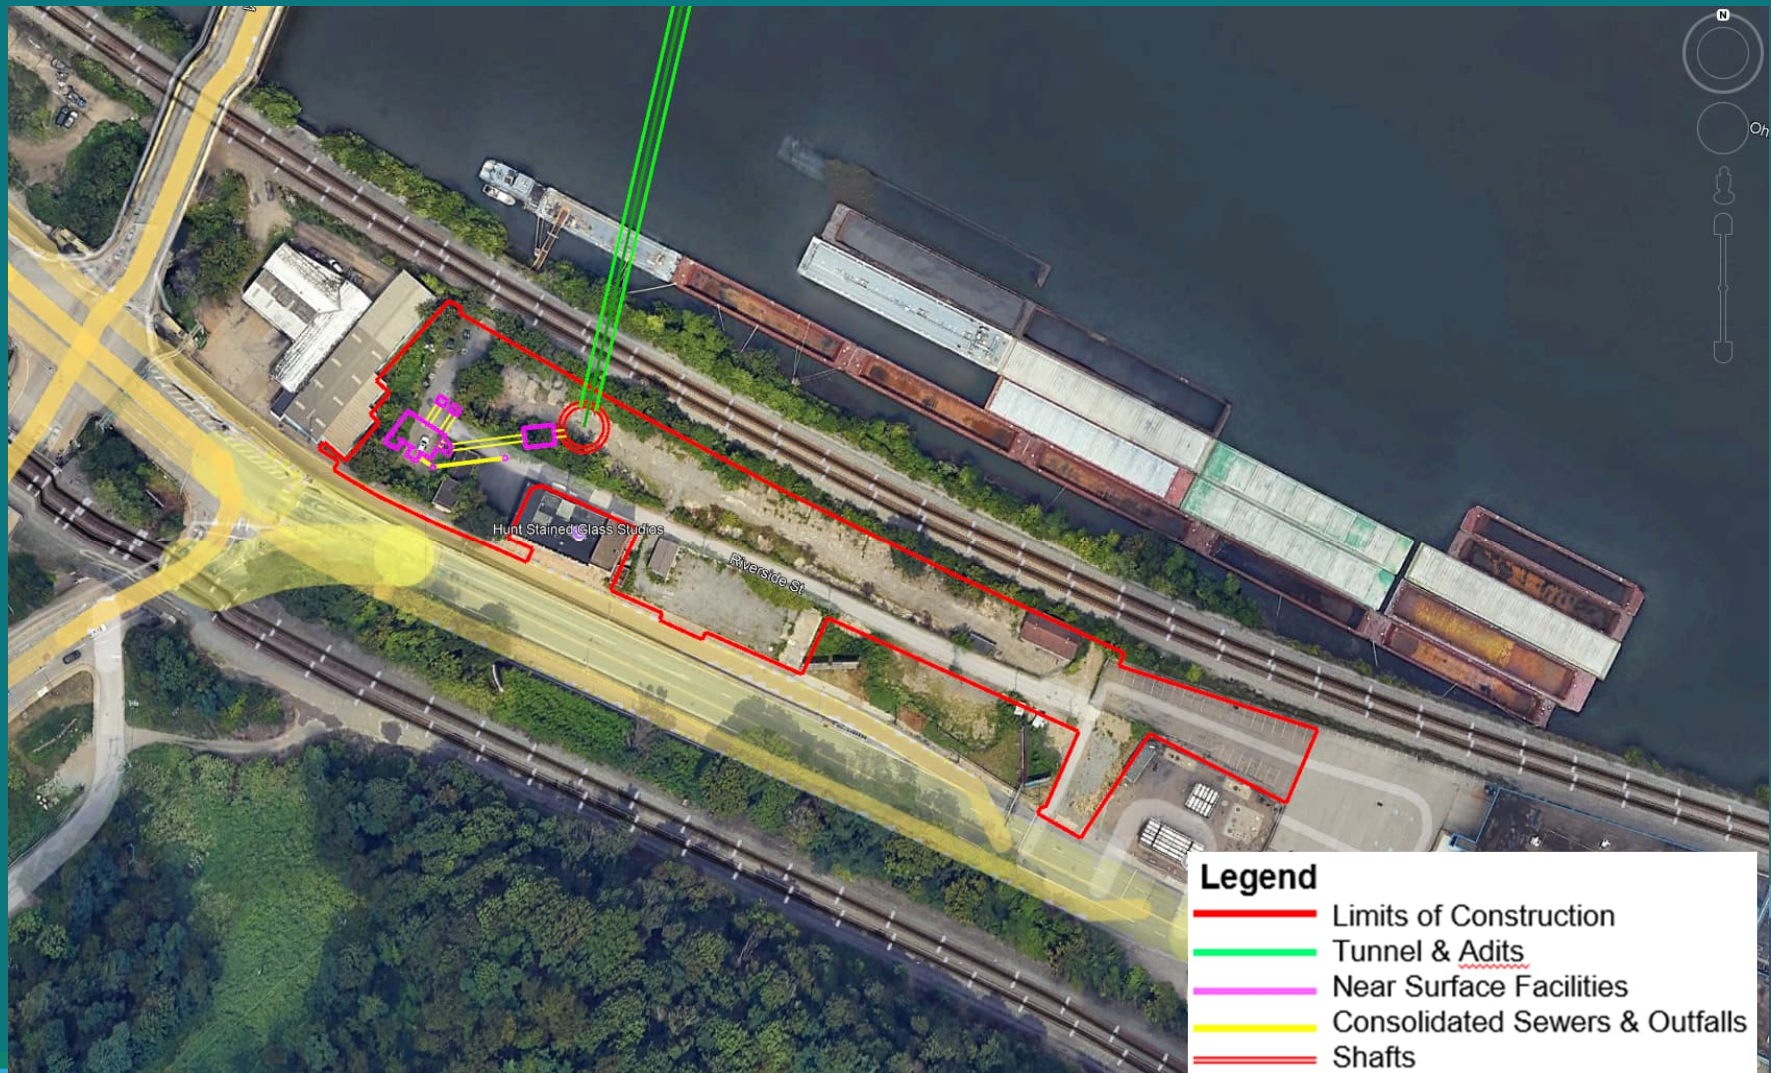 N
Oh
Hunt Stained Glass Studios
Riverside St
Legend
Limits of Construction
Tunnel & Adits
Near Surface Facilities
Consolidated Sewers & Outfalls
Shafts